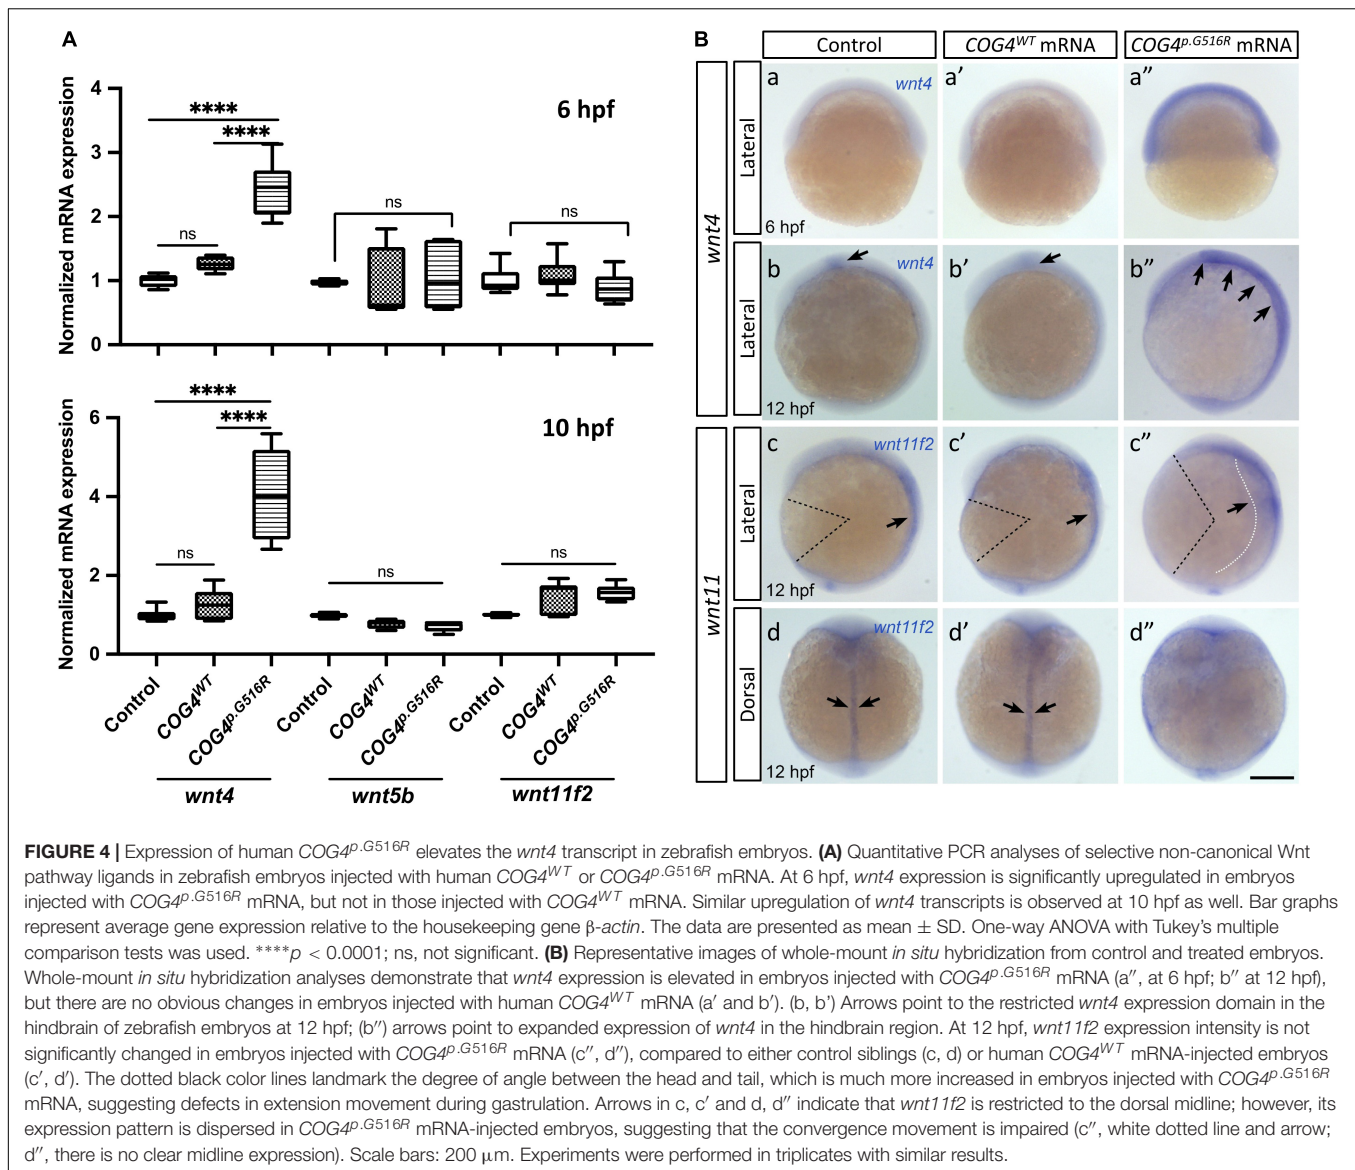 A
6 hpf
Normalized mRNA expression
4
3
2
1
0
****
****
ns
ns
ns
10 hpf
Normalized mRNA expression
6
4
2
0
****
****
ns
ns
ns
Control
COG4WT
COG4p.G516R
Control
COG4WT
COG4p.G516R
Control
COG4WT
COG4p.G516R
wnt4
wnt5b
wnt11f2
B
Control
COG4WT mRNA
COG4p.G516R mRNA
wnt4
Lateral
a
wnt4
6 hpf
a′
a″
Lateral
b
wnt4
12 hpf
b′
b″
wnt11
Lateral
c
wnt11f2
12 hpf
c′
c″
Dorsal
d
wnt11f2
12 hpf
d′
d″
FIGURE 4 | Expression of human COG4p.G516R elevates the wnt4 transcript in zebrafish embryos. (A) Quantitative PCR analyses of selective non-canonical Wnt
pathway ligands in zebrafish embryos injected with human COG4WT or COG4p.G516R mRNA. At 6 hpf, wnt4 expression is significantly upregulated in embryos
injected with COG4p.G516R mRNA, but not in those injected with COG4WT mRNA. Similar upregulation of wnt4 transcripts is observed at 10 hpf as well. Bar graphs
represent average gene expression relative to the housekeeping gene β-actin. The data are presented as mean ± SD. One-way ANOVA with Tukey's multiple
comparison tests was used. ****p < 0.0001; ns, not significant. (B) Representative images of whole-mount in situ hybridization from control and treated embryos.
Whole-mount in situ hybridization analyses demonstrate that wnt4 expression is elevated in embryos injected with COG4p.G516R mRNA (a″, at 6 hpf; b″ at 12 hpf),
but there are no obvious changes in embryos injected with human COG4WT mRNA (a′ and b′). (b, b') Arrows point to the restricted wnt4 expression domain in the
hindbrain of zebrafish embryos at 12 hpf; (b″) arrows point to expanded expression of wnt4 in the hindbrain region. At 12 hpf, wnt11f2 expression intensity is not
significantly changed in embryos injected with COG4p.G516R mRNA (c″, d″), compared to either control siblings (c, d) or human COG4WT mRNA-injected embryos
(c′, d′). The dotted black color lines landmark the degree of angle between the head and tail, which is much more increased in embryos injected with COG4p.G516R
mRNA, suggesting defects in extension movement during gastrulation. Arrows in c, c′ and d, d″ indicate that wnt11f2 is restricted to the dorsal midline; however, its
expression pattern is dispersed in COG4p.G516R mRNA-injected embryos, suggesting that the convergence movement is impaired (c″, white dotted line and arrow;
d″, there is no clear midline expression). Scale bars: 200 μm. Experiments were performed in triplicates with similar results.